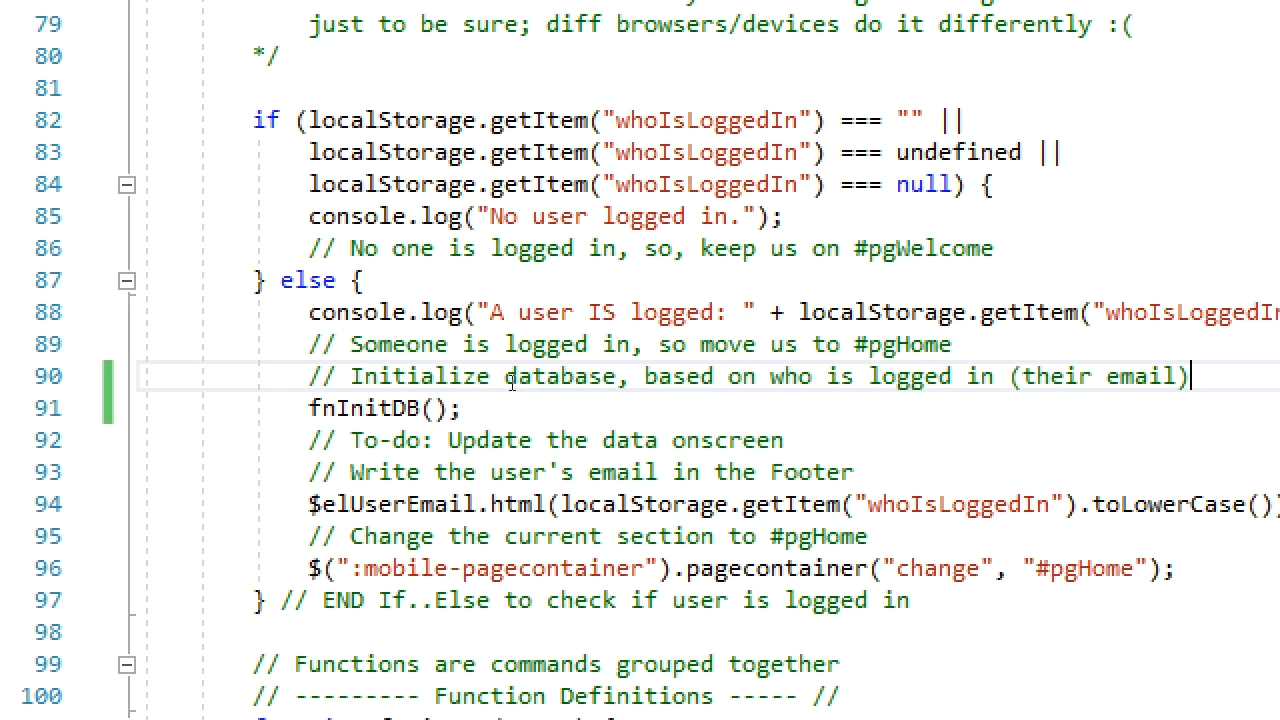 79 just to be sure; diff browsers/devices do it differently :(
80 */
81
82 if (localStorage.getItem("whoIsLoggedIn") === "" ||
83 localStorage.getItem("whoIsLoggedIn") === undefined ||
84 localStorage.getItem("whoIsLoggedIn") === null) {
85 console.log("No user logged in.");
86 // No one is logged in, so, keep us on #pgWelcome
87 } else {
88 console.log("A user IS logged: " + localStorage.getItem("whoIsLoggedIn
89 // Someone is logged in, so move us to #pgHome
90 // Initialize database, based on who is logged in (their email)
91 fnInitDB();
92 // To-do: Update the data onscreen
93 // Write the user's email in the Footer
94 $elUserEmail.html(localStorage.getItem("whoIsLoggedIn").toLowerCase())
95 // Change the current section to #pgHome
96 $(":mobile-pagecontainer").pagecontainer("change", "#pgHome");
97 } // END If..Else to check if user is logged in
98
99 // Functions are commands grouped together
100 // --------- Function Definitions ----- //